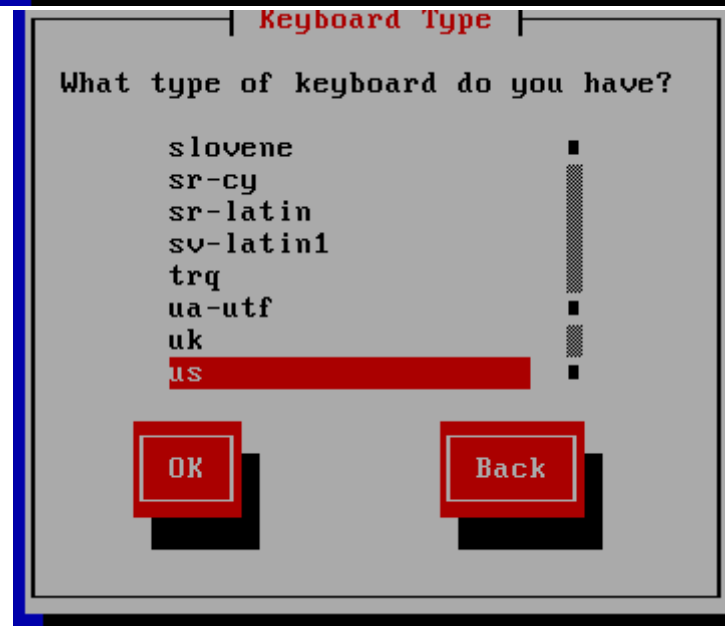 Keyboard Type
What type of keyboard do you have?
slovene
sr-cy
sr-latin
sv-latin1
trq
ua-utf
uk
us
OK Back